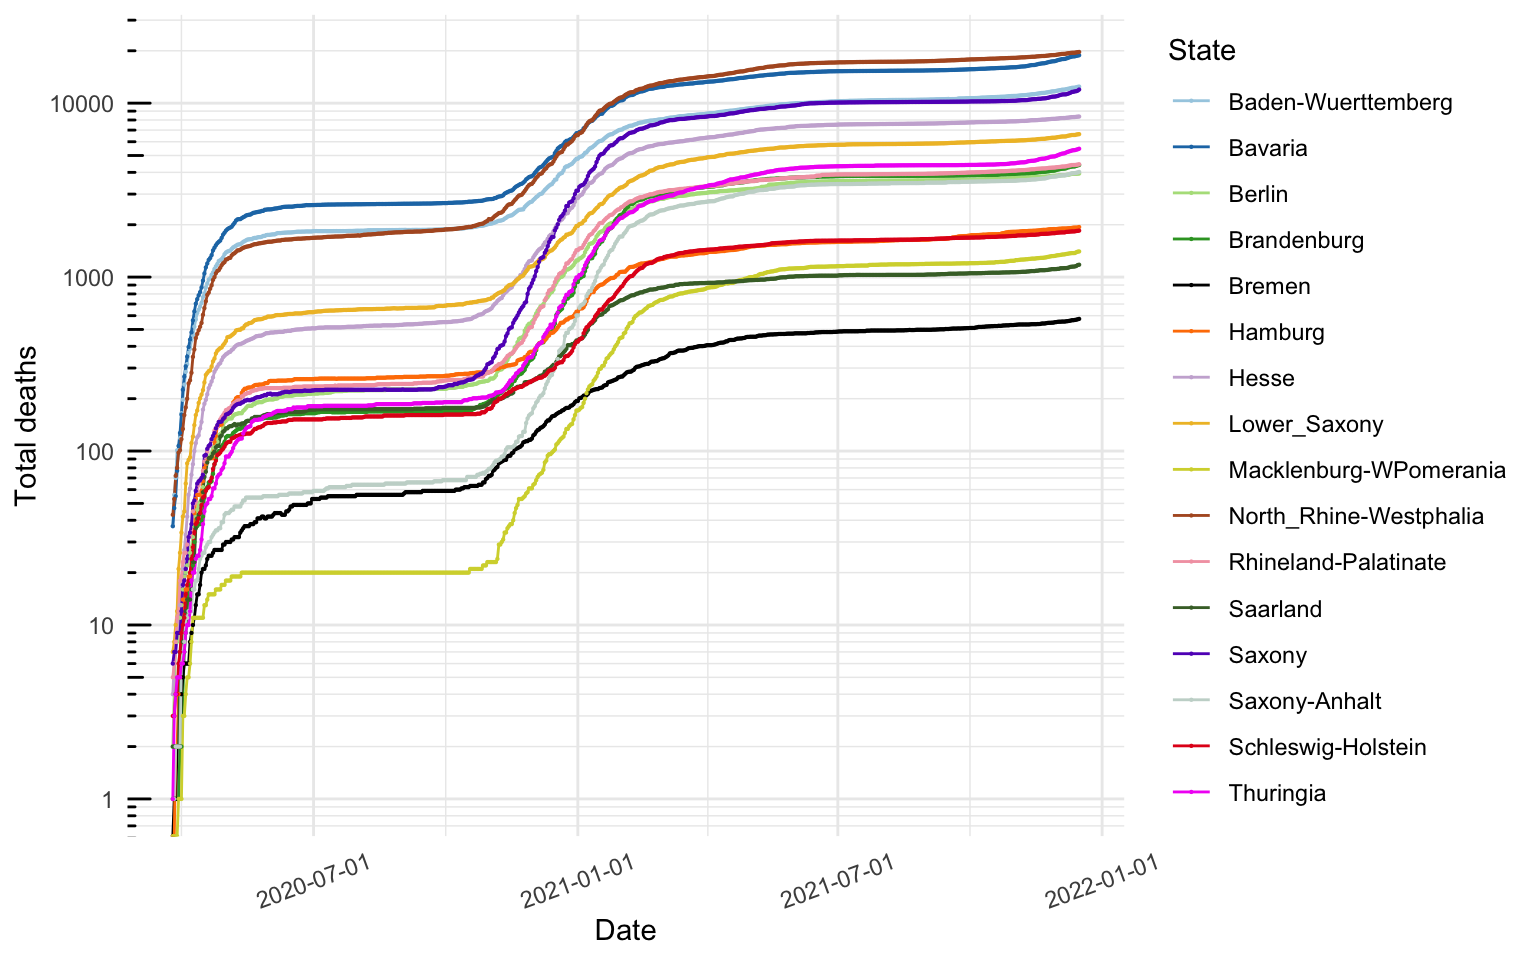 State
Baden-Wuerttemberg
Bavaria
Berlin
Brandenburg
Bremen
Hamburg
Hesse
Lower_Saxony
Macklenburg-WPomerania
North_Rhine-Westphalia
Rhineland-Palatinate
Saarland
Saxony
Saxony-Anhalt
Schleswig-Holstein
Thuringia
Total deaths
10000
1000
100
10
1
2020-07-01
2021-01-01
2021-07-01
2022-01-01
Date